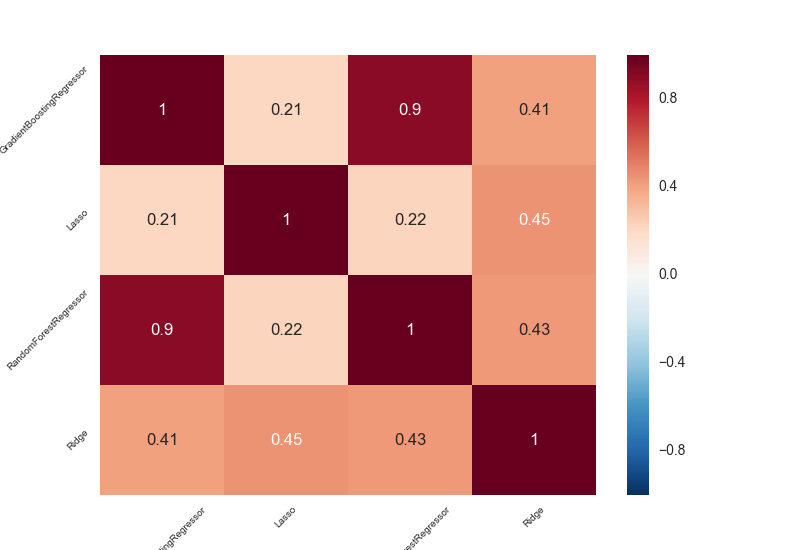 GradientBoostingRegressor
1 0.21 0.9 0.41
0.8
Lasso
0.21 1 0.22 0.45
0.4
0.0
RandomForestRegressor
0.9 0.22 1 0.43
−0.4
Ridge
0.41 0.45 0.43 1
−0.8
tingRegressor Lasso estRegressor Ridge